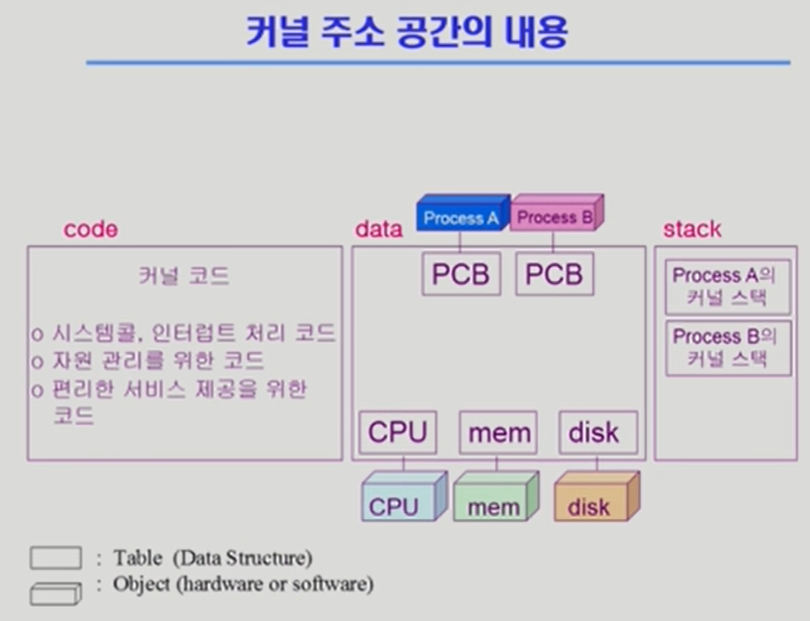 커널 주소 공간의 내용
Process A
Process B
code
data
stack
커널 코드
PCB
PCB
Process A의
커널 스택
o 시스템콜, 인터럽트 처리 코드
o 자원 관리를 위한 코드
o 편리한 서비스 제공을 위한
코드
Process B의
커널 스택
CPU
mem
disk
CPU
mem
disk
: Table (Data Structure)
: Object (hardware or software)